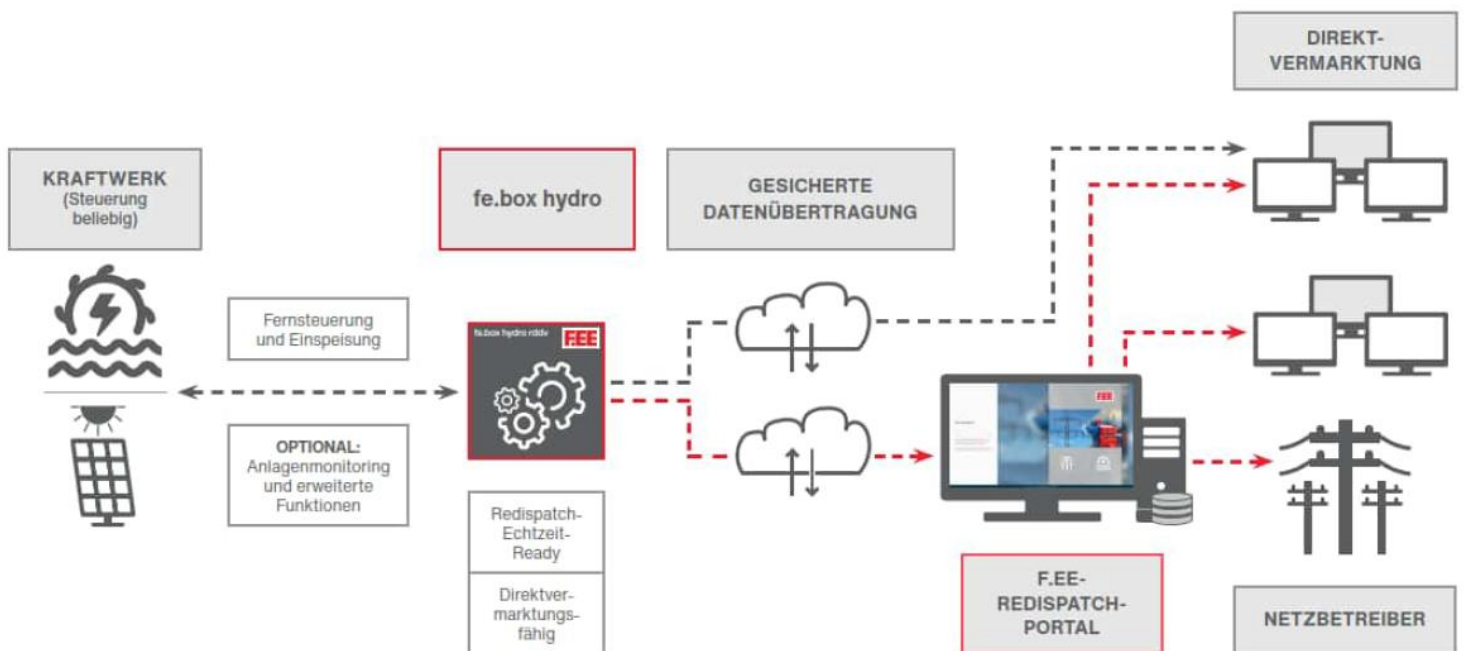 DIREKT-
VERMARKTUNG
KRAFTWERK
(Steuerung
beliebig)
fe.box hydro
GESICHERTE
DATENÜBERTRAGUNG
Fernsteuerung
und Einspeisung
fe.box hydro rddv
F.EE
OPTIONAL:
Anlagenmonitoring
und erweiterte
Funktionen
Redispatch-
Echtzeit-
Ready
Direktver-
marktungs-
fähig
F.EE
F.EE-
REDISPATCH-
PORTAL
NETZBETREIBER